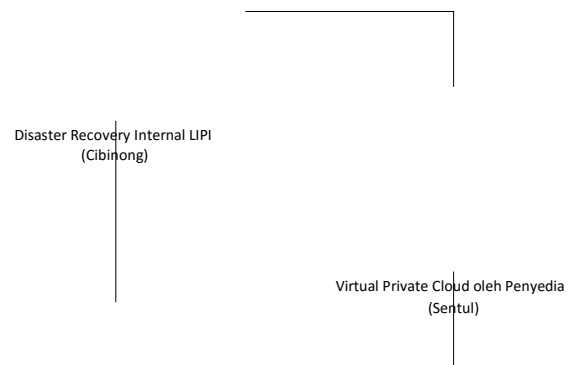 Disaster Recovery Internal LIPI
(Cibinong)
Virtual Private Cloud oleh Penyedia
(Sentul)